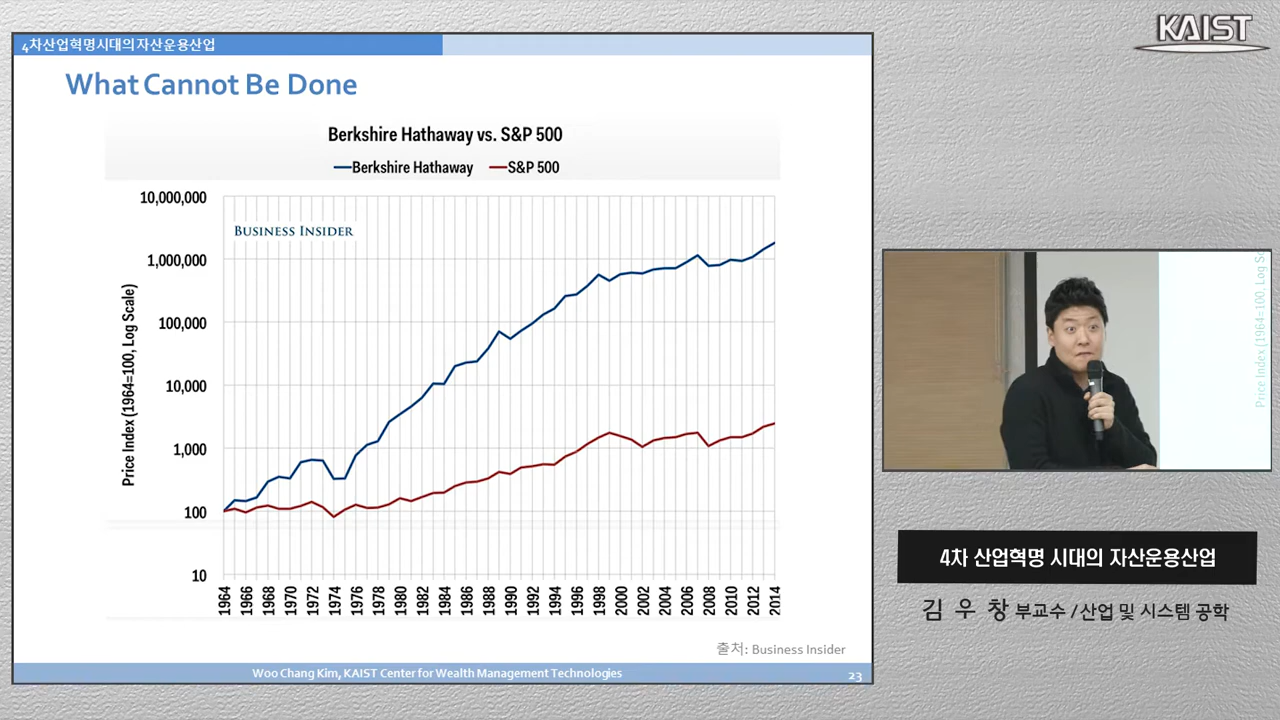 KAIST
4차산업혁명시대의자산운용산업
What Cannot Be Done
Berkshire Hathaway vs. S&P 500
Berkshire Hathaway
S&P 500
BUSINESS INSIDER
Price Index (1964=100, Log Scale)
10,000,000
1,000,000
100,000
10,000
1,000
100
10
1964
1966
1968
1970
1972
1974
1976
1978
1980
1982
1984
1986
1988
1990
1992
1994
1996
1998
2000
2002
2004
2006
2008
2010
2012
2014
출처: Business Insider
Woo Chang Kim, KAIST Center for Wealth Management Technologies
23
Price Index (1964=100, Log Sc
4차 산업혁명 시대의 자산운용산업
김 우 창 부교수 / 산업 및 시스템 공학